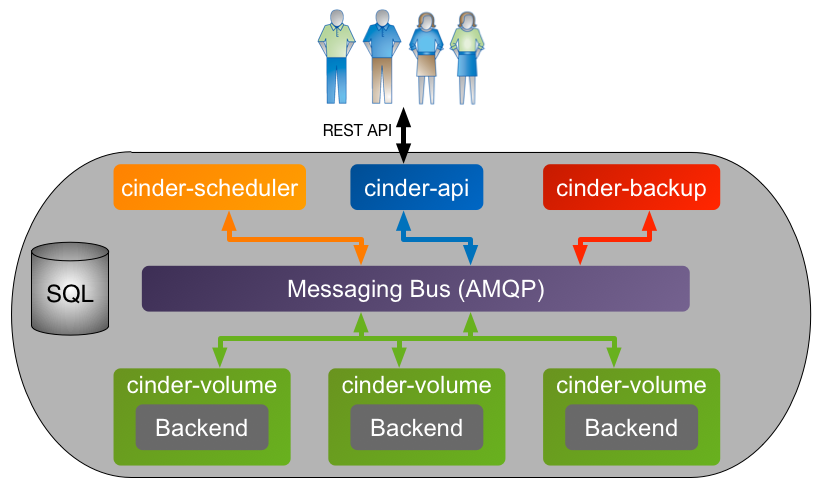 REST API
cinder-scheduler
cinder-api
cinder-backup
SQL
Messaging Bus (AMQP)
cinder-volume
cinder-volume
cinder-volume
Backend
Backend
Backend